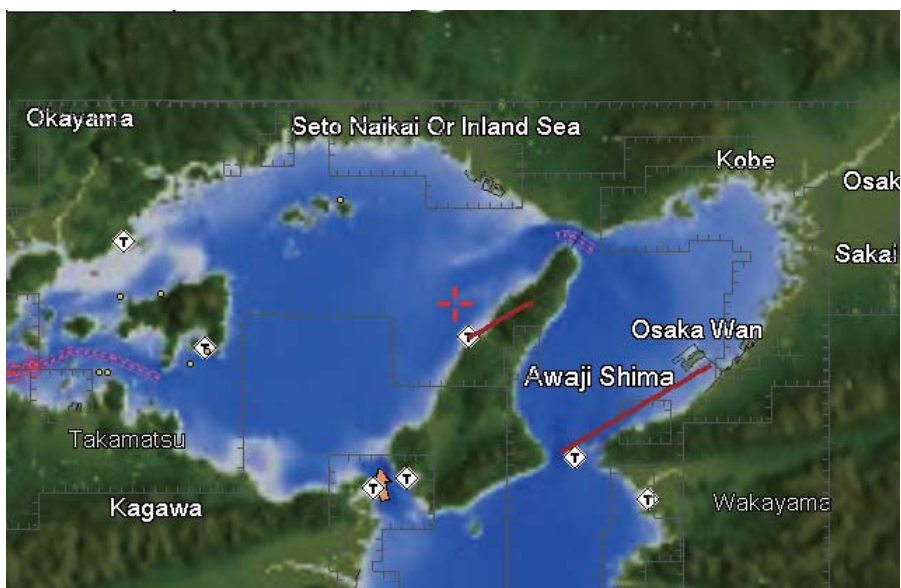 Okayama
Seto Naikai Or Inland Sea
Kobe
Osak
Sakai
Osaka Wan
Awaji Shima
Takamatsu
Kagawa
Wakayama
T
T
T
T
T
T
T